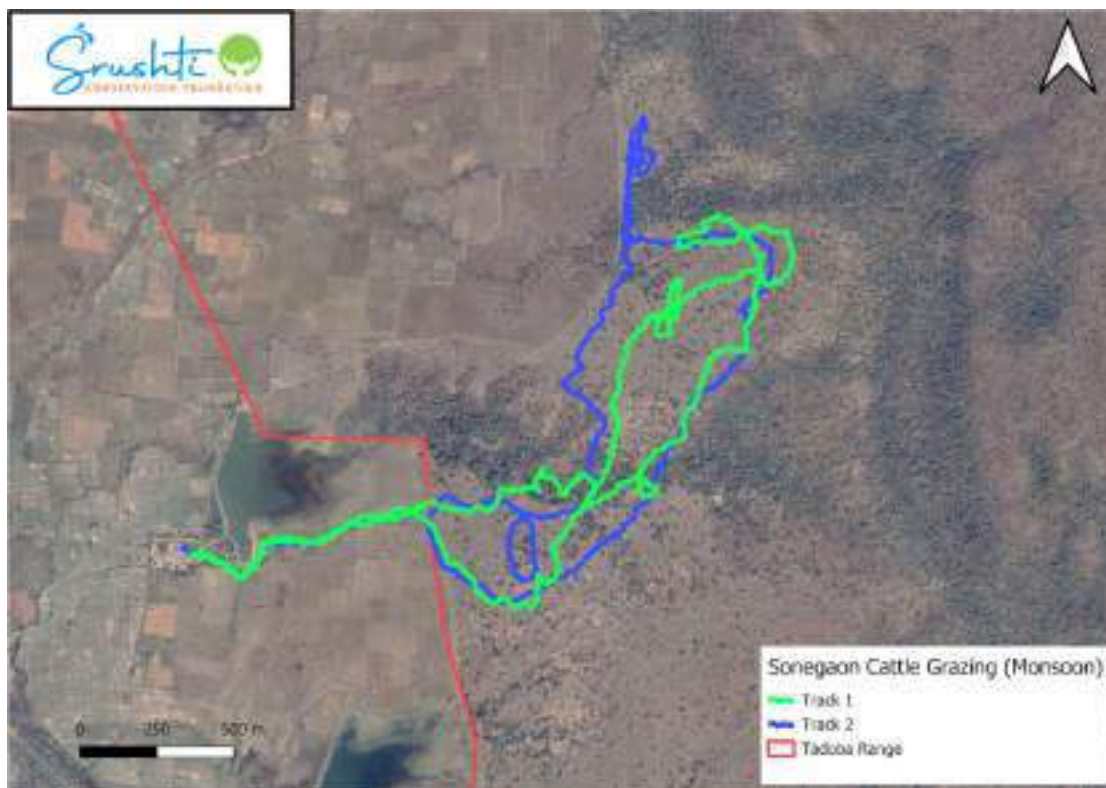 Srushti
CONSERVATION FOUNDATION
Sonegaon Cattle Grazing (Monsoon)
Track 1
Track 2
Tadoba Range
0 250 500 m